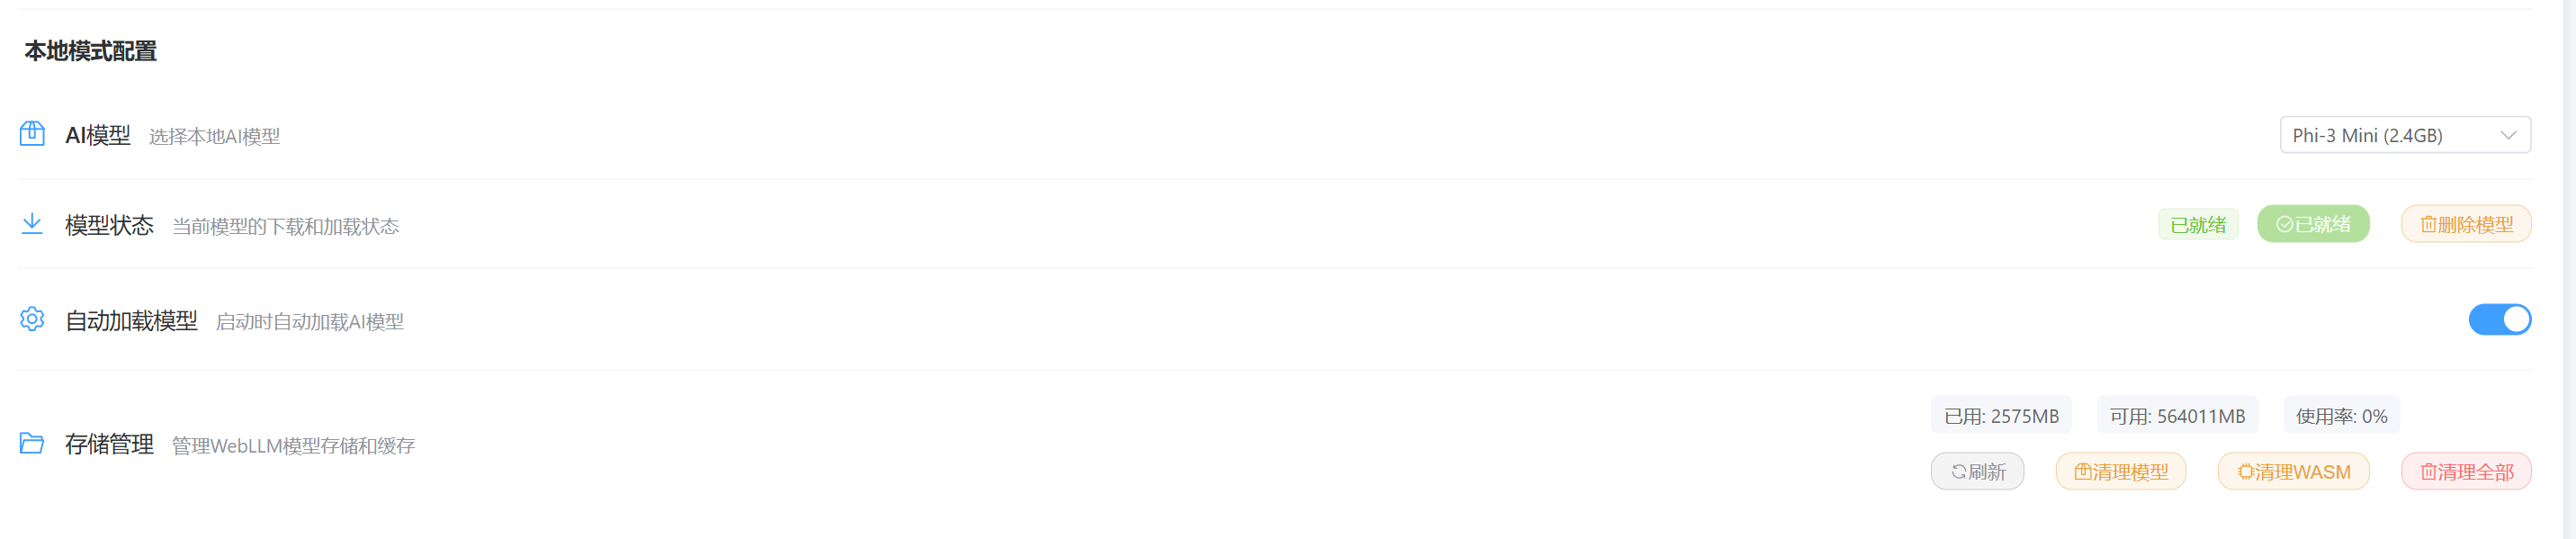 本地模式配置
AI模型 选择本地AI模型 Phi-3 Mini (2.4GB)
模型状态 当前模型的下载和加载状态 已就绪 已就绪 删除模型
自动加载模型 启动时自动加载AI模型
已用: 2575MB 可用: 564011MB 使用率: 0%
存储管理 管理WebLLM模型存储和缓存
刷新 清理模型 清理WASM 清理全部